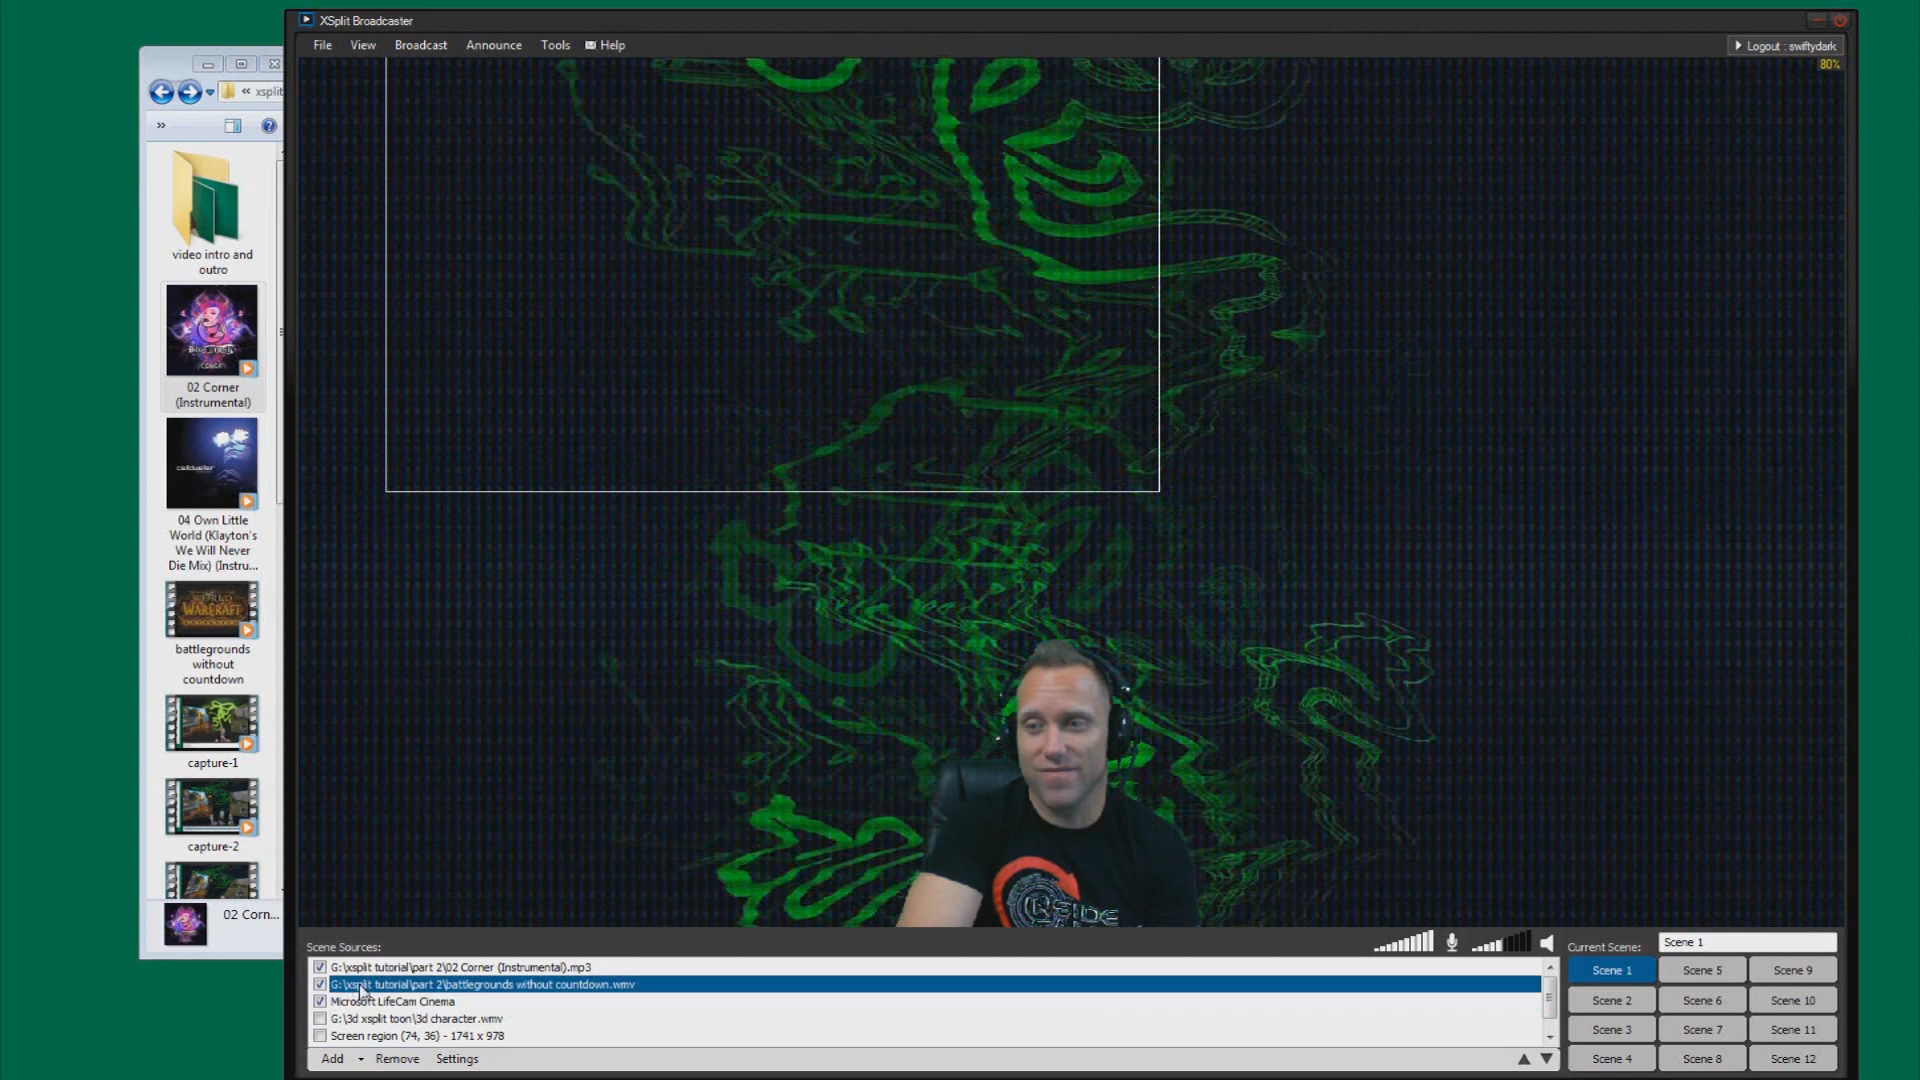 XSplit Broadcaster
File View Broadcast Announce Tools Help
Logout : swiftydark
80%
« xsplit
»
video intro and
outro
02 Corner
(Instrumental)
celldweller
04 Own Little
World (Klayton's
We Will Never
Die Mix) (Instru...
WORLD
WARCRAFT
battlegrounds
without
countdown
capture-1
capture-2
02 Corn...
INSIDE
Scene Sources:
G:\xsplit tutorial\part 2\02 Corner (Instrumental).mp3
G:\xsplit tutorial\part 2\battlegrounds without countdown.wmv
Microsoft LifeCam Cinema
G:\3d xsplit toon\3d character.wmv
Screen region (74, 36) - 1741 x 978
Add Remove Settings
Current Scene: Scene 1
Scene 1 Scene 5 Scene 9
Scene 2 Scene 6 Scene 10
Scene 3 Scene 7 Scene 11
Scene 4 Scene 8 Scene 12